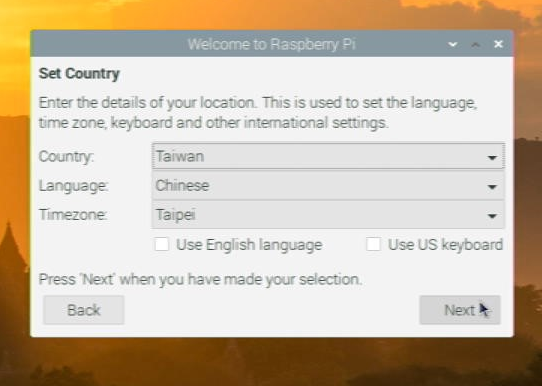 Welcome to Raspberry Pi
Set Country
Enter the details of your location. This is used to set the language,
time zone, keyboard and other international settings.
Country: Taiwan
Language: Chinese
Timezone: Taipei
Use English language Use US keyboard
Press 'Next' when you have made your selection.
Back Next